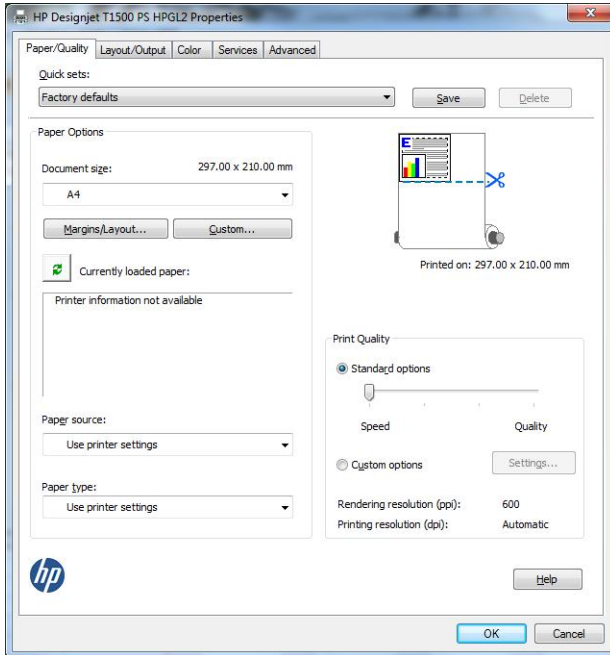 HP Designjet T1500 PS HPGL2 Properties
Paper/Quality Layout/Output Color Services Advanced
Quick sets:
Factory defaults
Save
Delete
Paper Options
Document size:
297.00 x 210.00 mm
A4
Margins/Layout...
Custom...
Currently loaded paper:
Printer information not available
Paper source:
Use printer settings
Paper type:
Use printer settings
E
Printed on: 297.00 x 210.00 mm
Print Quality
Standard options
Speed
Quality
Custom options
Settings...
Rendering resolution (ppi): 600
Printing resolution (dpi): Automatic
hp
Help
OK
Cancel